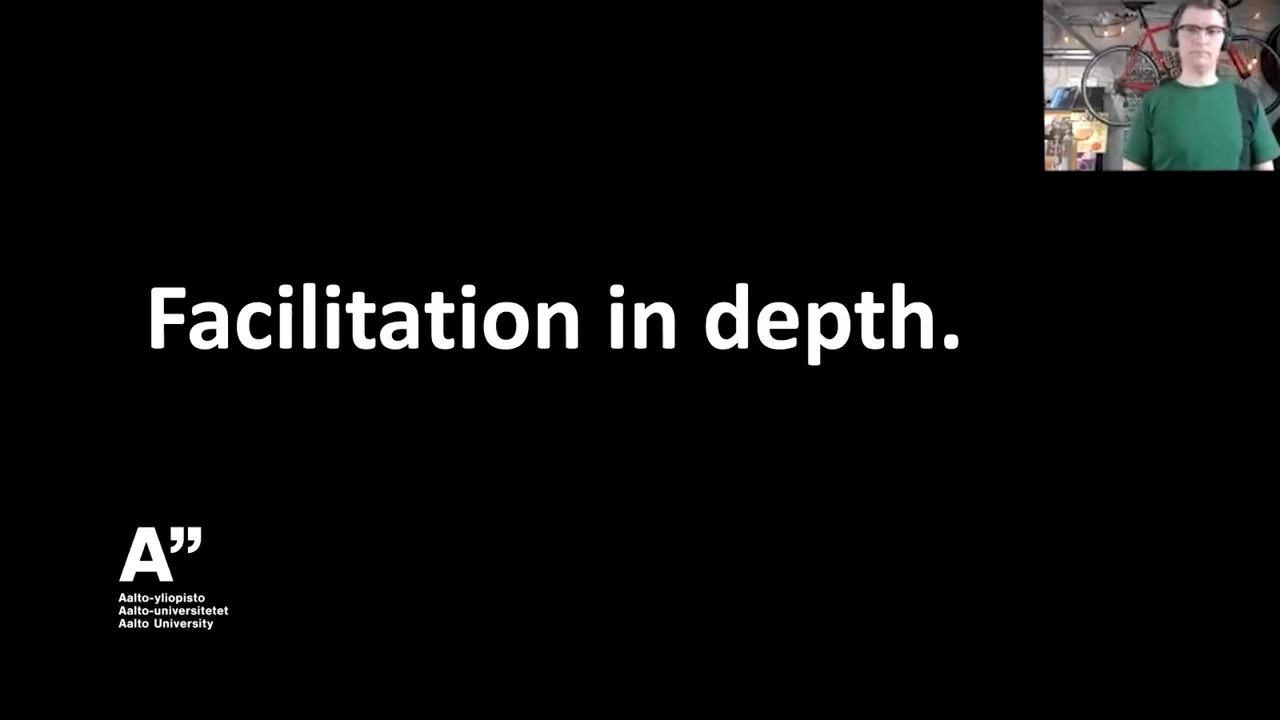 Facilitation in depth.
A”
Aalto-yliopisto
Aalto-universitetet
Aalto University